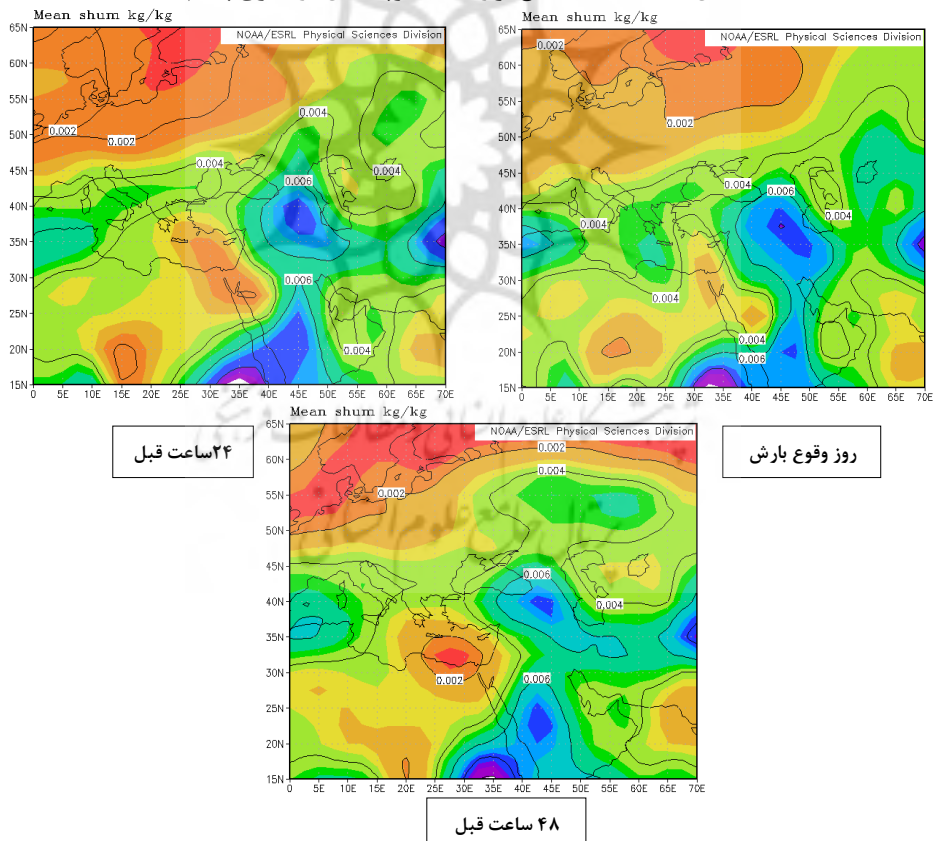 Mean shum kg/kg
NOAA/ESRL Physical Sciences Division
65N
60N
55N
50N
45N
40N
35N
30N
25N
20N
15N
0.002
0.002
0.004
0.004
0.004
0.006
0.006
0.004
0 5E 10E 15E 20E 25E 30E 35E 40E 45E 50E 55E 60E 65E 70E
۲۴ساعت قبل
Mean shum kg/kg
NOAA/ESRL Physical Sciences Division
65N
60N
55N
50N
45N
40N
35N
30N
25N
20N
15N
0.002
0.002
0.004
0.006
0.004
0.004
0.004
0.004
0.006
0 5E 10E 15E 20E 25E 30E 35E 40E 45E 50E 55E 60E 65E 70E
روز وقوع بارش
Mean shum kg/kg
NOAA/ESRL Physical Sciences Division
65N
60N
55N
50N
45N
40N
35N
30N
25N
20N
15N
0.002
0.004
0.002
0.006
0.004
0.002
0.006
0 5E 10E 15E 20E 25E 30E 35E 40E 45E 50E 55E 60E 65E 70E
۴۸ ساعت قبل